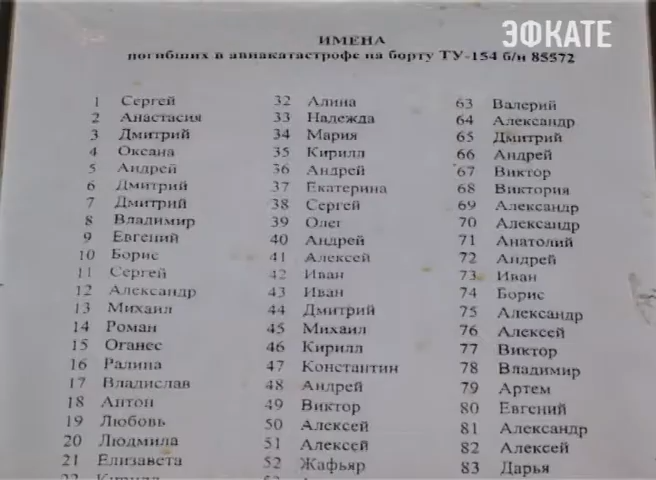 ЭФКАТЕ
ИМЕНА
погибших в авиакатастрофе на борту ТУ-154 б/н 85572
1 Сергей
2 Анастасия
3 Дмитрий
4 Оксана
5 Андрей
6 Дмитрий
7 Дмитрий
8 Владимир
9 Евгений
10 Борис
11 Сергей
12 Александр
13 Михаил
14 Роман
15 Оганес
16 Ралина
17 Владислав
18 Антон
19 Любовь
20 Людмила
21 Елизавета
32 Алина
33 Надежда
34 Мария
35 Кирилл
36 Андрей
37 Екатерина
38 Сергей
39 Олег
40 Андрей
41 Алексей
42 Иван
43 Иван
44 Дмитрий
45 Михаил
46 Кирилл
47 Константин
48 Андрей
49 Виктор
50 Алексей
51 Алексей
52 Жафьяр
63 Валерий
64 Александр
65 Дмитрий
66 Андрей
67 Виктор
68 Виктория
69 Александр
70 Александр
71 Анатолий
72 Андрей
73 Иван
74 Борис
75 Александр
76 Алексей
77 Виктор
78 Владимир
79 Артем
80 Евгений
81 Александр
82 Алексей
83 Дарья